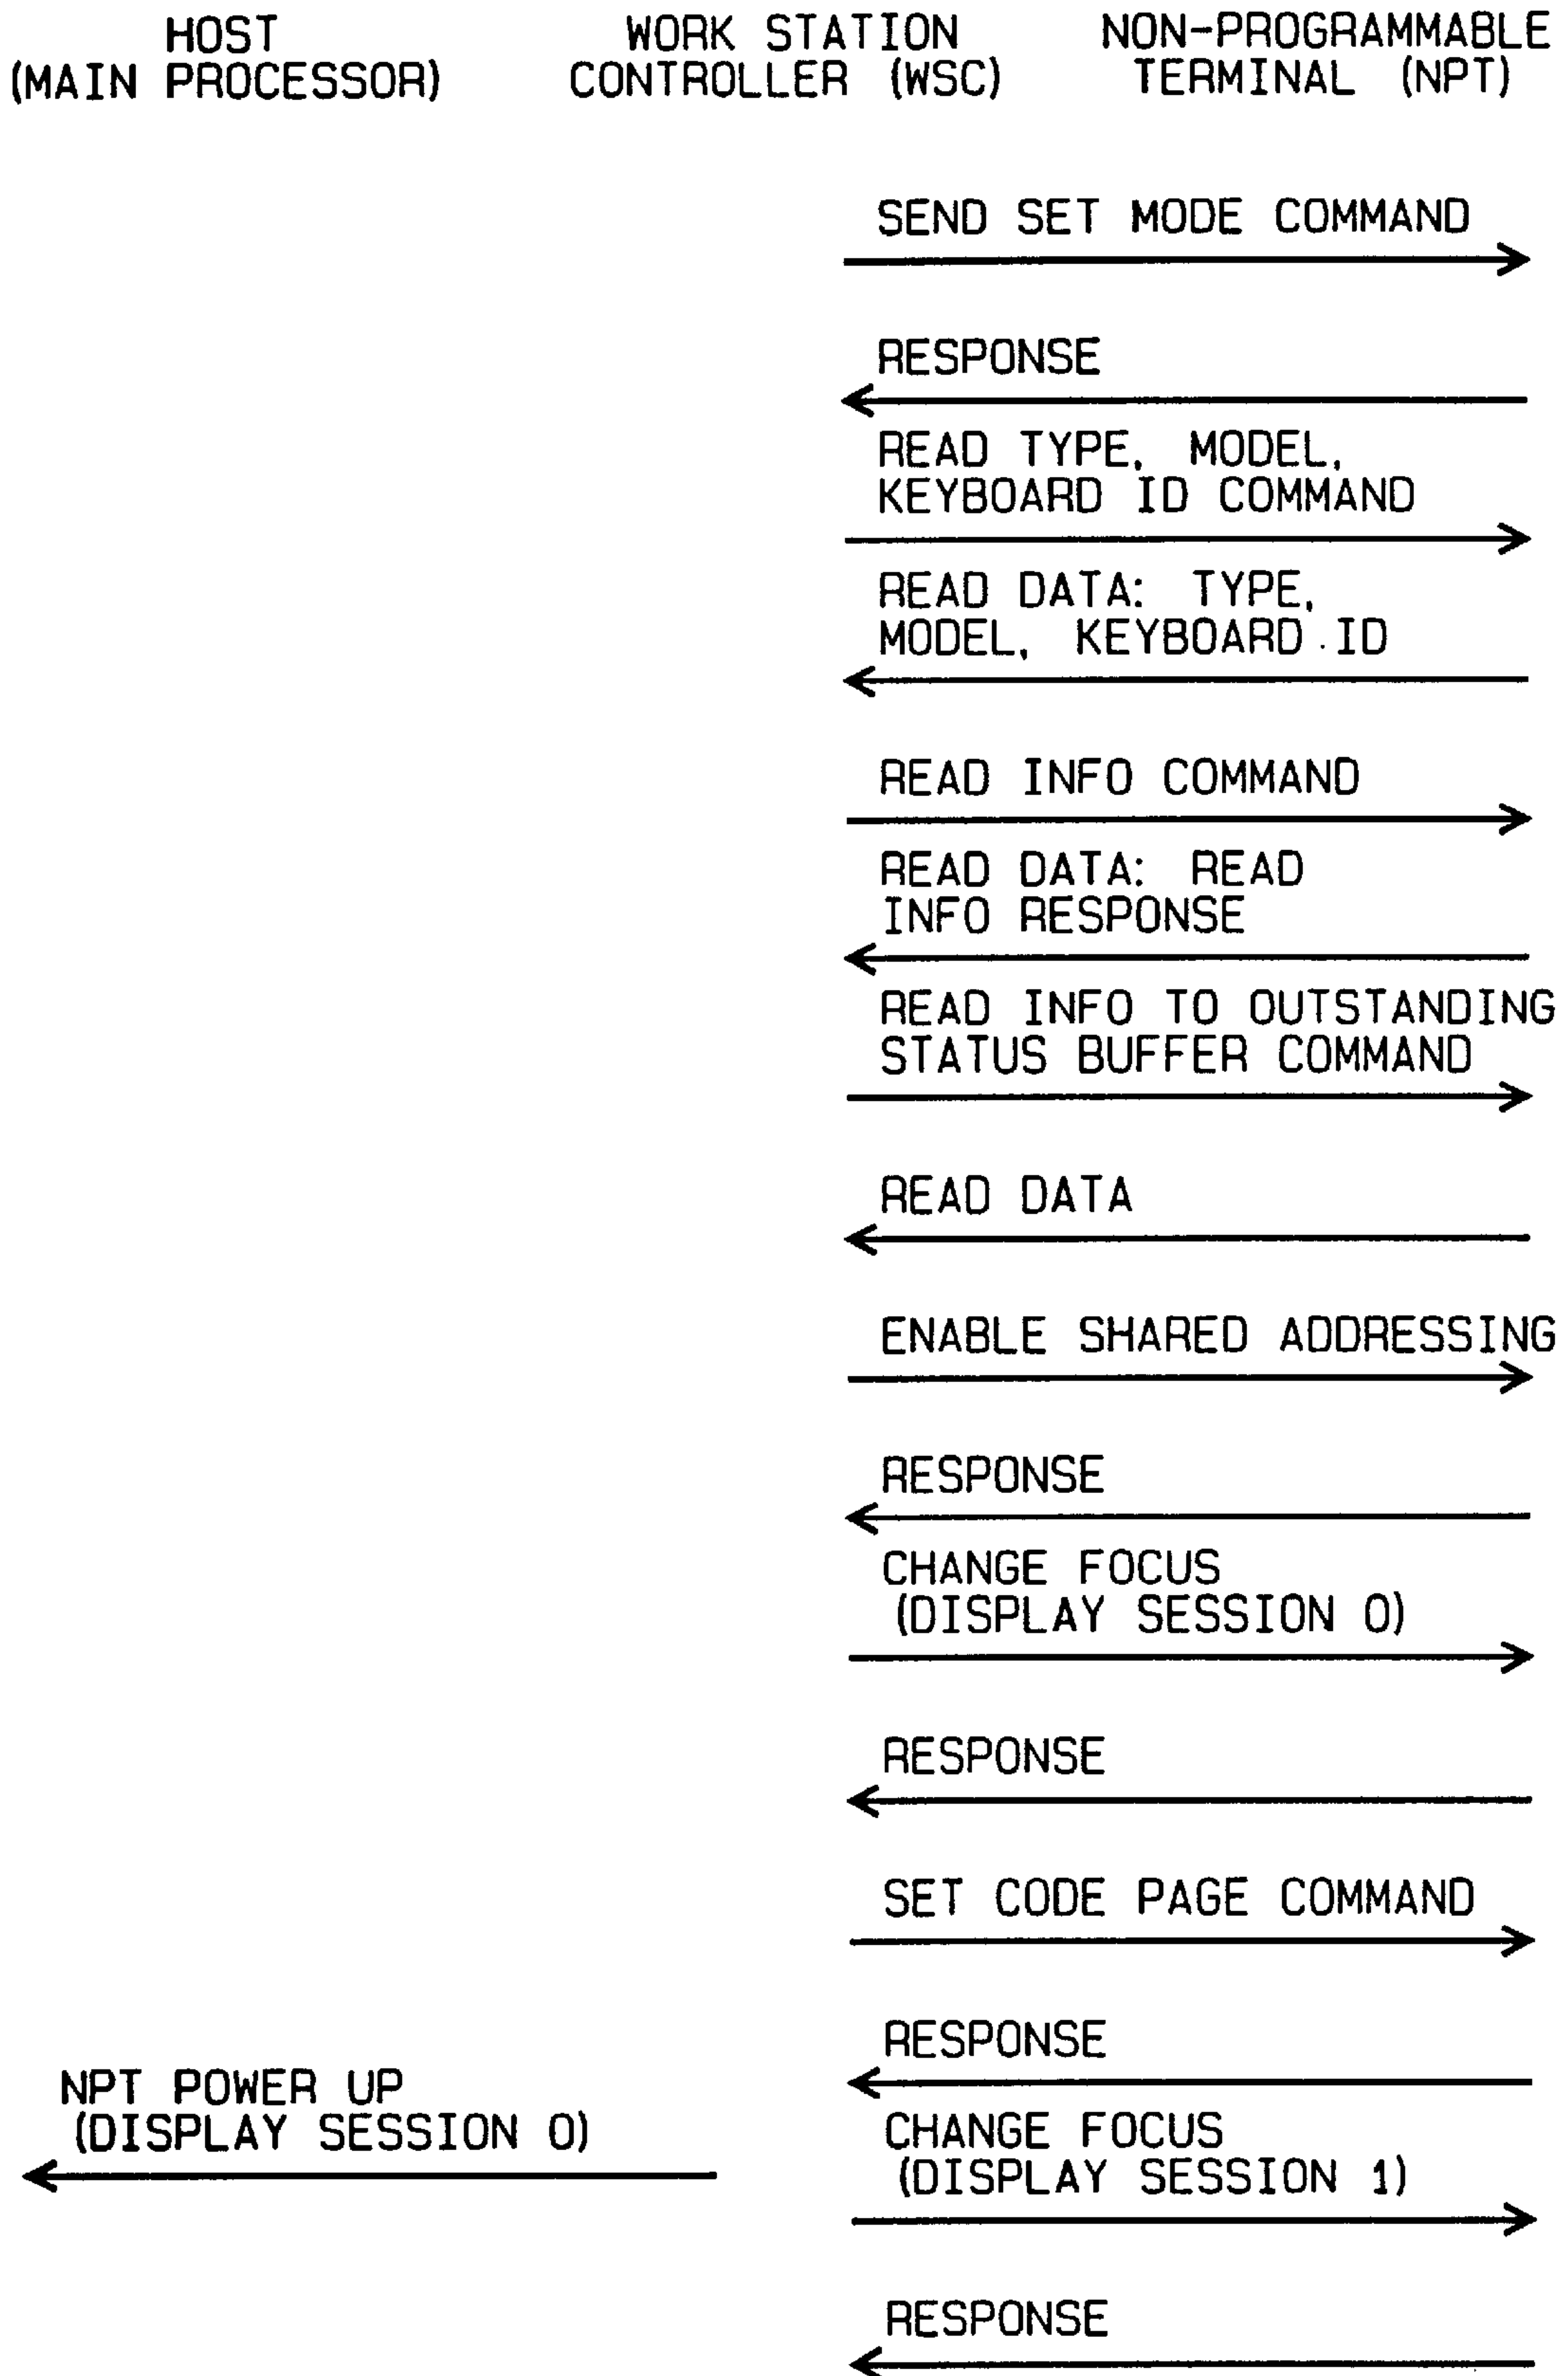 HOST
(MAIN PROCESSOR)
WORK STATION
CONTROLLER (WSC)
NON-PROGRAMMABLE
TERMINAL (NPT)
SEND SET MODE COMMAND
RESPONSE
READ TYPE, MODEL,
KEYBOARD ID COMMAND
READ DATA: TYPE,
MODEL, KEYBOARD ID
READ INFO COMMAND
READ DATA: READ
INFO RESPONSE
READ INFO TO OUTSTANDING
STATUS BUFFER COMMAND
READ DATA
ENABLE SHARED ADDRESSING
RESPONSE
CHANGE FOCUS
(DISPLAY SESSION 0)
RESPONSE
SET CODE PAGE COMMAND
RESPONSE
NPT POWER UP
(DISPLAY SESSION 0)
CHANGE FOCUS
(DISPLAY SESSION 1)
RESPONSE